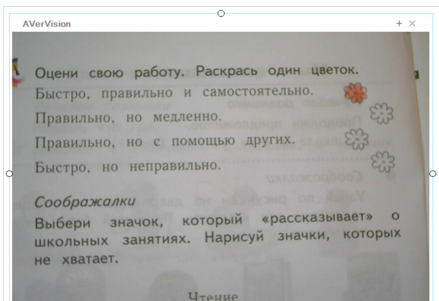 AVerVision
Оцени свою работу. Раскрась один цветок.
Быстро, правильно и самостоятельно.
Правильно, но медленно.
Правильно, но с помощью других.
Быстро, но неправильно.
Соображалки
Выбери значок, который «рассказывает» о
школьных занятиях. Нарисуй значки, которых
не хватает.
Чтение